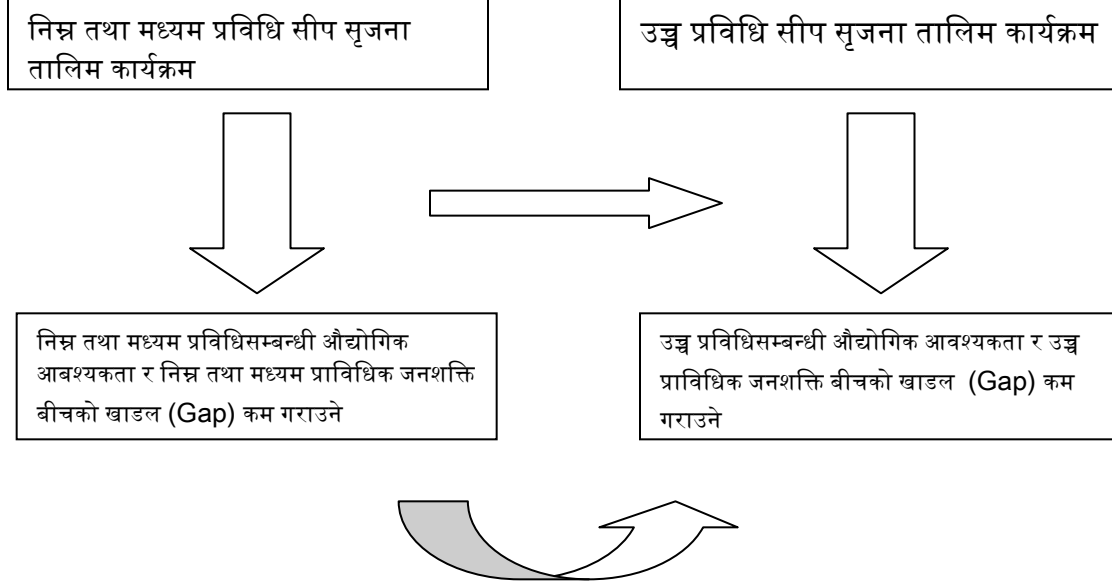 निम्न तथा मध्यम प्रविधि सीप सृजना
तालिम कार्यक्रम
उच्च प्रविधि सीप सृजना तालिम कार्यक्रम
निम्न तथा मध्यम प्रविधिसम्बन्धी औद्योगिक
आबश्यकता र निम्न तथा मध्यम प्राविधिक जनशक्ति
बीचको खाडल (Gap) कम गराउने
उच्च प्रविधिसम्बन्धी औद्योगिक आवश्यकता र उच्च
प्राविधिक जनशक्ति बीचको खाडल (Gap) कम
गराउने